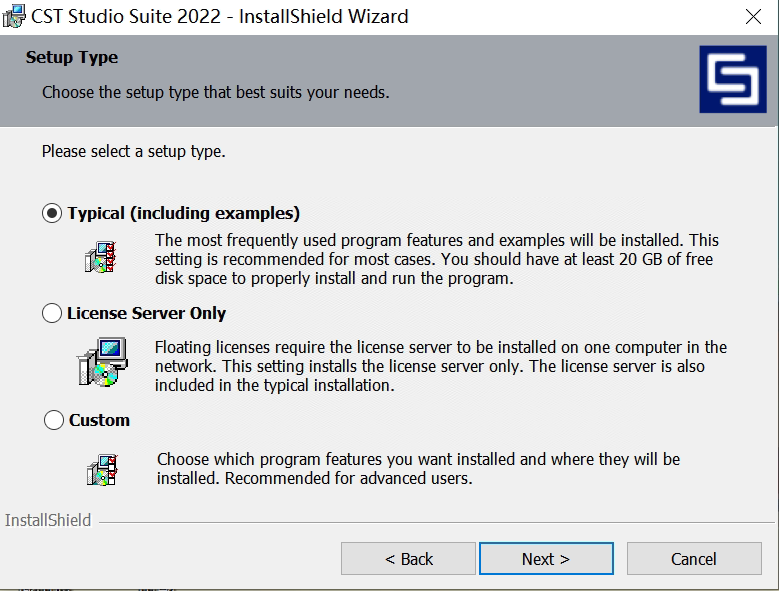 CST Studio Suite 2022 - InstallShield Wizard
Setup Type
Choose the setup type that best suits your needs.
Please select a setup type.
Typical (including examples)
The most frequently used program features and examples will be installed. This
setting is recommended for most cases. You should have at least 20 GB of free
disk space to properly install and run the program.
License Server Only
Floating licenses require the license server to be installed on one computer in the
network. This setting installs the license server only. The license server is also
included in the typical installation.
Custom
Choose which program features you want installed and where they will be
installed. Recommended for advanced users.
InstallShield
< Back
Next >
Cancel